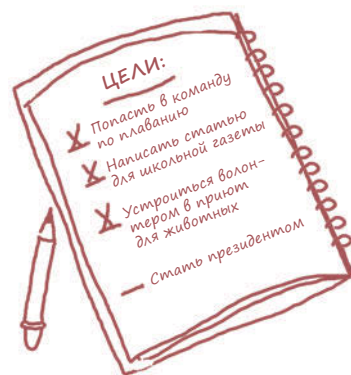 ЦЕЛИ:
Попасть в команду
по плаванию
Написать статью
для школьной газеты
Устроиться волон-
тером в приют
для животных
Стать президентом